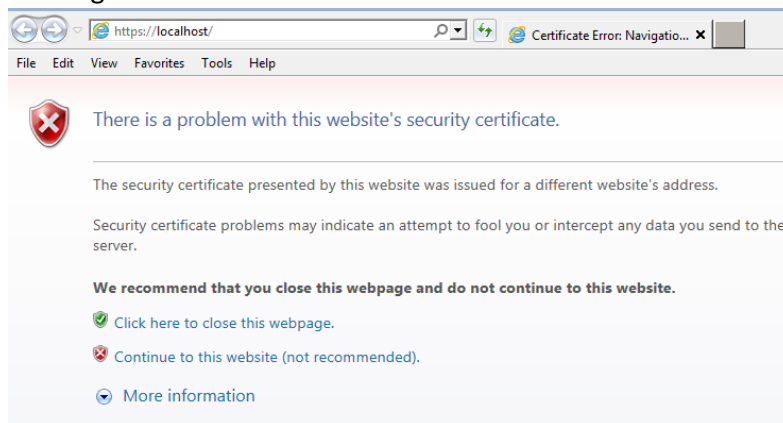 https://localhost/
Certificate Error: Navigatio...
File Edit View Favorites Tools Help
There is a problem with this website's security certificate.
The security certificate presented by this website was issued for a different website's address.
Security certificate problems may indicate an attempt to fool you or intercept any data you send to the
server.
We recommend that you close this webpage and do not continue to this website.
Click here to close this webpage.
Continue to this website (not recommended).
More information